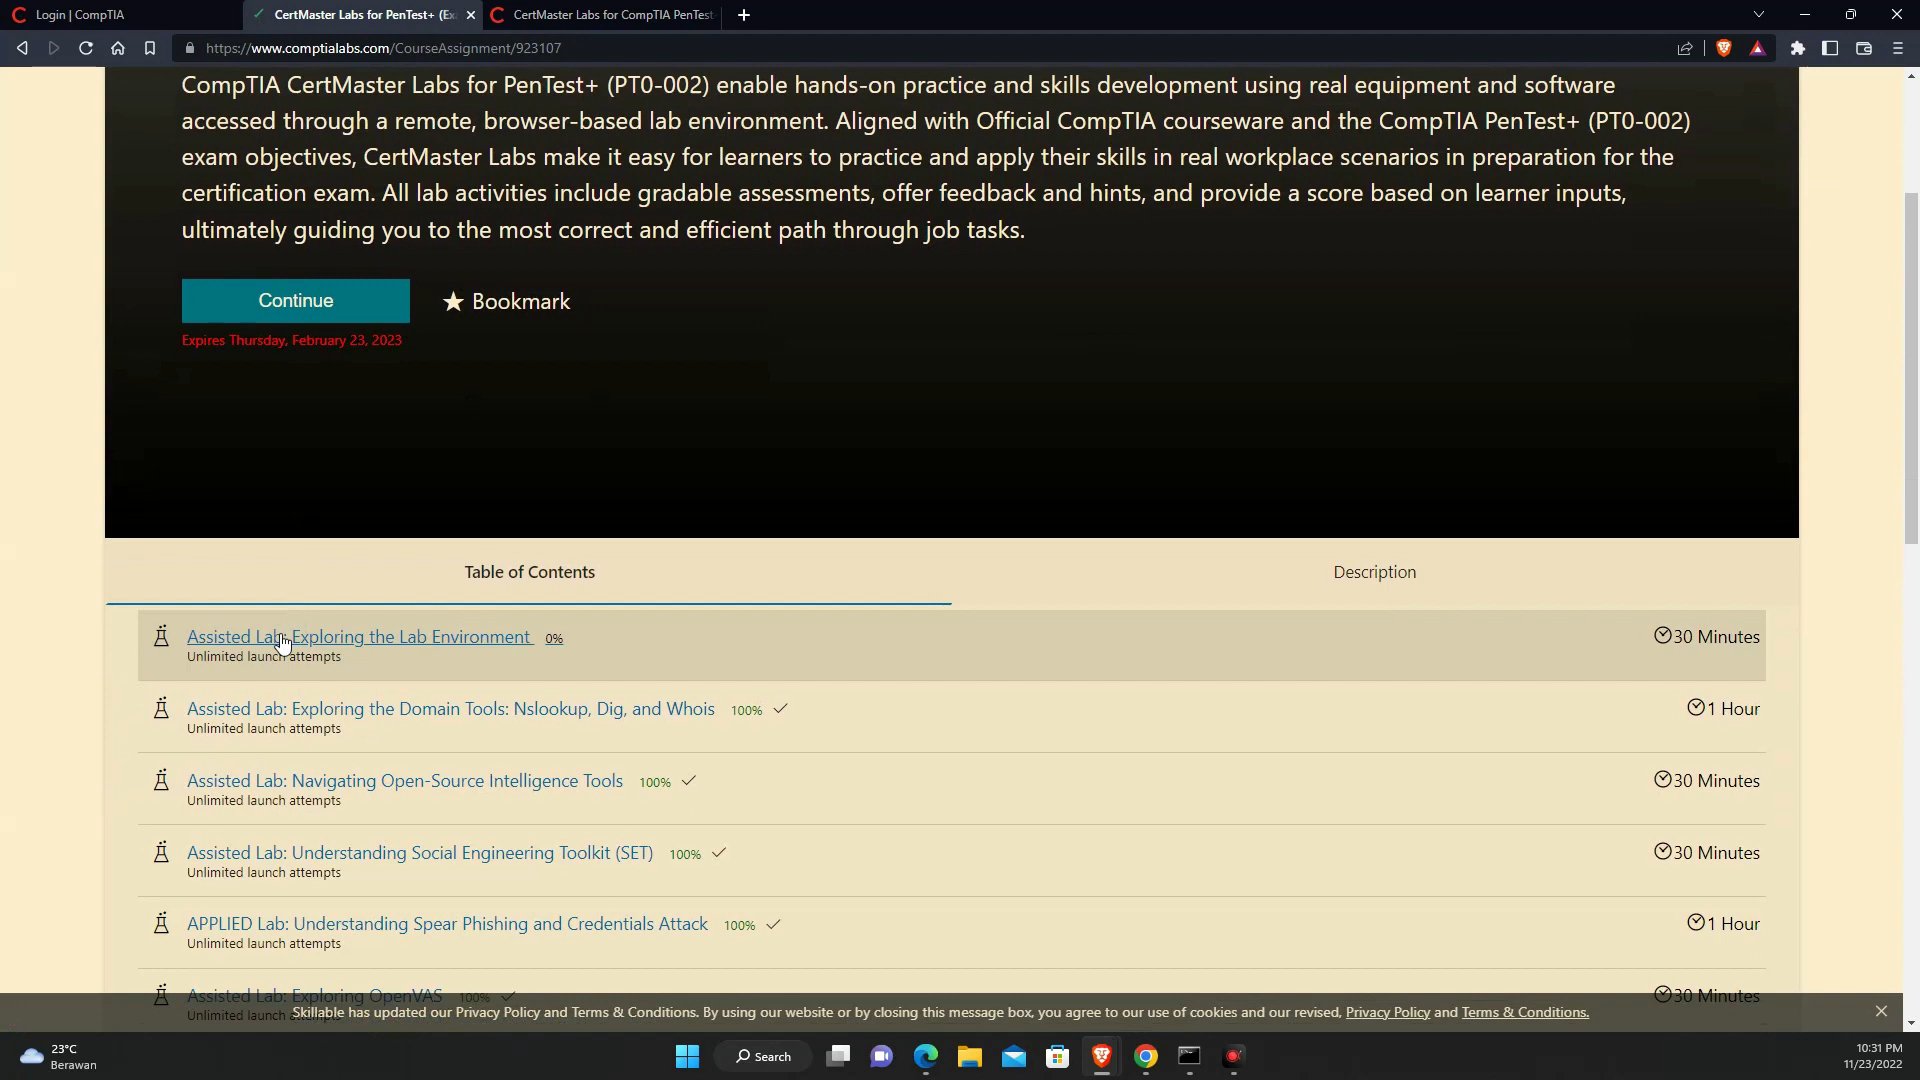 Login | CompTIA
CertMaster Labs for PenTest+ (Ex
CertMaster Labs for CompTIA PenTest
https://www.comptialabs.com/CourseAssignment/923107
CompTIA CertMaster Labs for PenTest+ (PT0-002) enable hands-on practice and skills development using real equipment and software
accessed through a remote, browser-based lab environment. Aligned with Official CompTIA courseware and the CompTIA PenTest+ (PT0-002)
exam objectives, CertMaster Labs make it easy for learners to practice and apply their skills in real workplace scenarios in preparation for the
certification exam. All lab activities include gradable assessments, offer feedback and hints, and provide a score based on learner inputs,
ultimately guiding you to the most correct and efficient path through job tasks.
Continue
Bookmark
Expires Thursday, February 23, 2023
Table of Contents
Description
Assisted Lab: Exploring the Lab Environment 0%
30 Minutes
Unlimited launch attempts
Assisted Lab: Exploring the Domain Tools: Nslookup, Dig, and Whois 100%
1 Hour
Unlimited launch attempts
Assisted Lab: Navigating Open-Source Intelligence Tools 100%
30 Minutes
Unlimited launch attempts
Assisted Lab: Understanding Social Engineering Toolkit (SET) 100%
30 Minutes
Unlimited launch attempts
APPLIED Lab: Understanding Spear Phishing and Credentials Attack 100%
1 Hour
Unlimited launch attempts
Assisted Lab: Exploring OpenVAS 100%
30 Minutes
Unlimited launch attempts
Skillable has updated our Privacy Policy and Terms & Conditions. By using our website or by closing this message box, you agree to our use of cookies and our revised, Privacy Policy and Terms & Conditions.
23°C
Berawan
Search
10:31 PM
11/23/2022